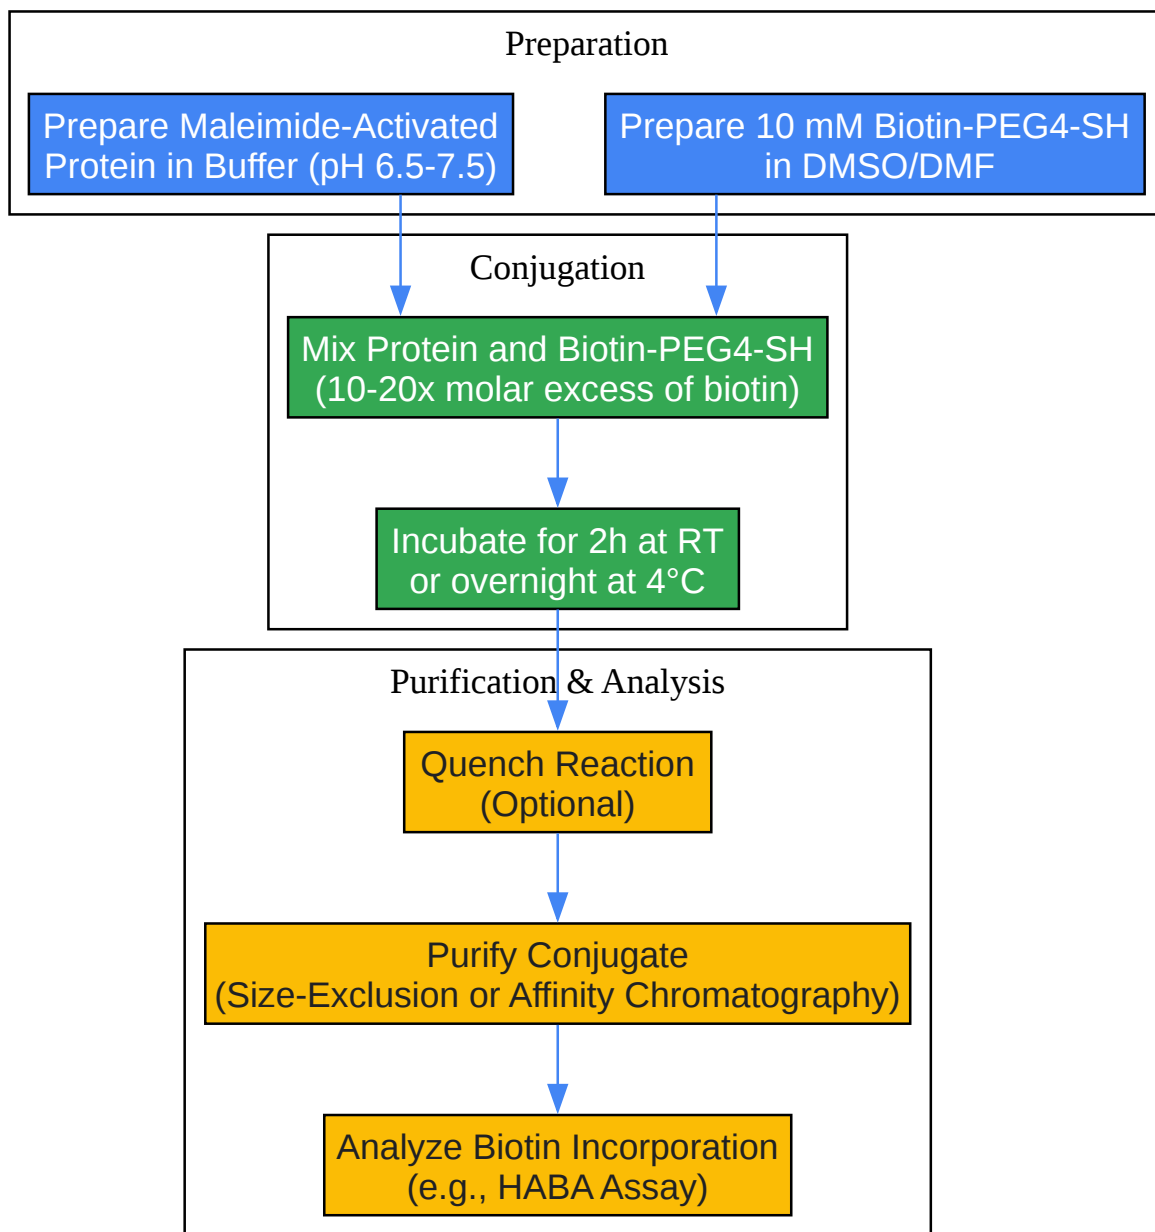 Preparation
Prepare Maleimide-Activated
Protein in Buffer (pH 6.5-7.5)
Prepare 10 mM Biotin-PEG4-SH
in DMSO/DMF
Conjugation
Mix Protein and Biotin-PEG4-SH
(10-20x molar excess of biotin)
Incubate for 2h at RT
or overnight at 4°C
Purification & Analysis
Quench Reaction
(Optional)
Purify Conjugate
(Size-Exclusion or Affinity Chromatography)
Analyze Biotin Incorporation
(e.g., HABA Assay)